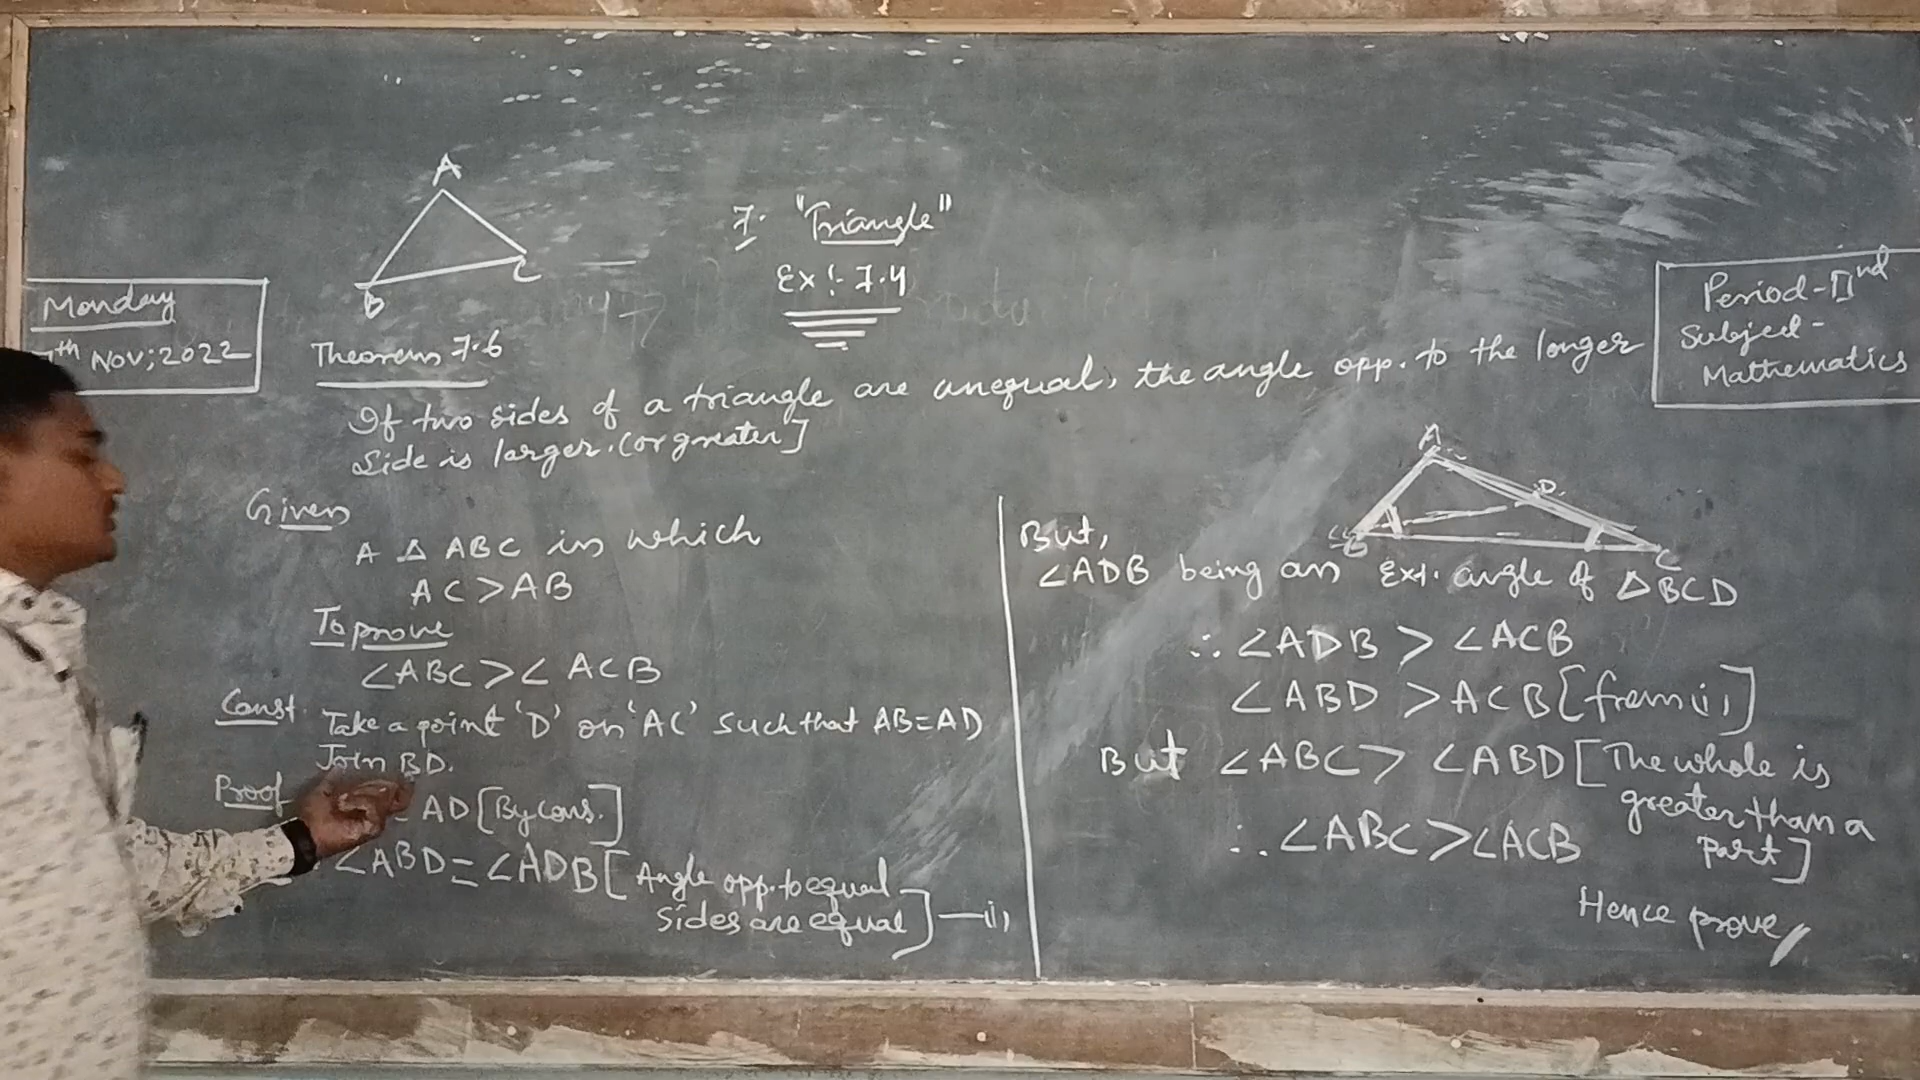 A
B
C
7. "Triangle"
Ex:- 7.4
Monday
7th Nov; 2022
Period-IInd
Subject-
Mathematics
Theorem 7.6
If two sides of a triangle are unequal, the angle opp. to the longer
side is larger. (or greater]
Given
A Δ ABC in which
AC > AB
To prove
∠ABC > ∠ ACB
Const. Take a point 'D' on 'AC' such that AB = AD
Join BD.
Proof
= AD [By Cons.]
∠ABD = ∠ADB [Angle opp. to equal
sides are equal] — (i)
A
D
B
C
But,
∠ADB being an Ext. angle of Δ BCD
∴ ∠ADB > ∠ACB
∠ABD > ACB [from (i)]
But ∠ABC > ∠ABD [The whole is
greater than a
part]
∴ ∠ABC > ∠ACB
Hence prove